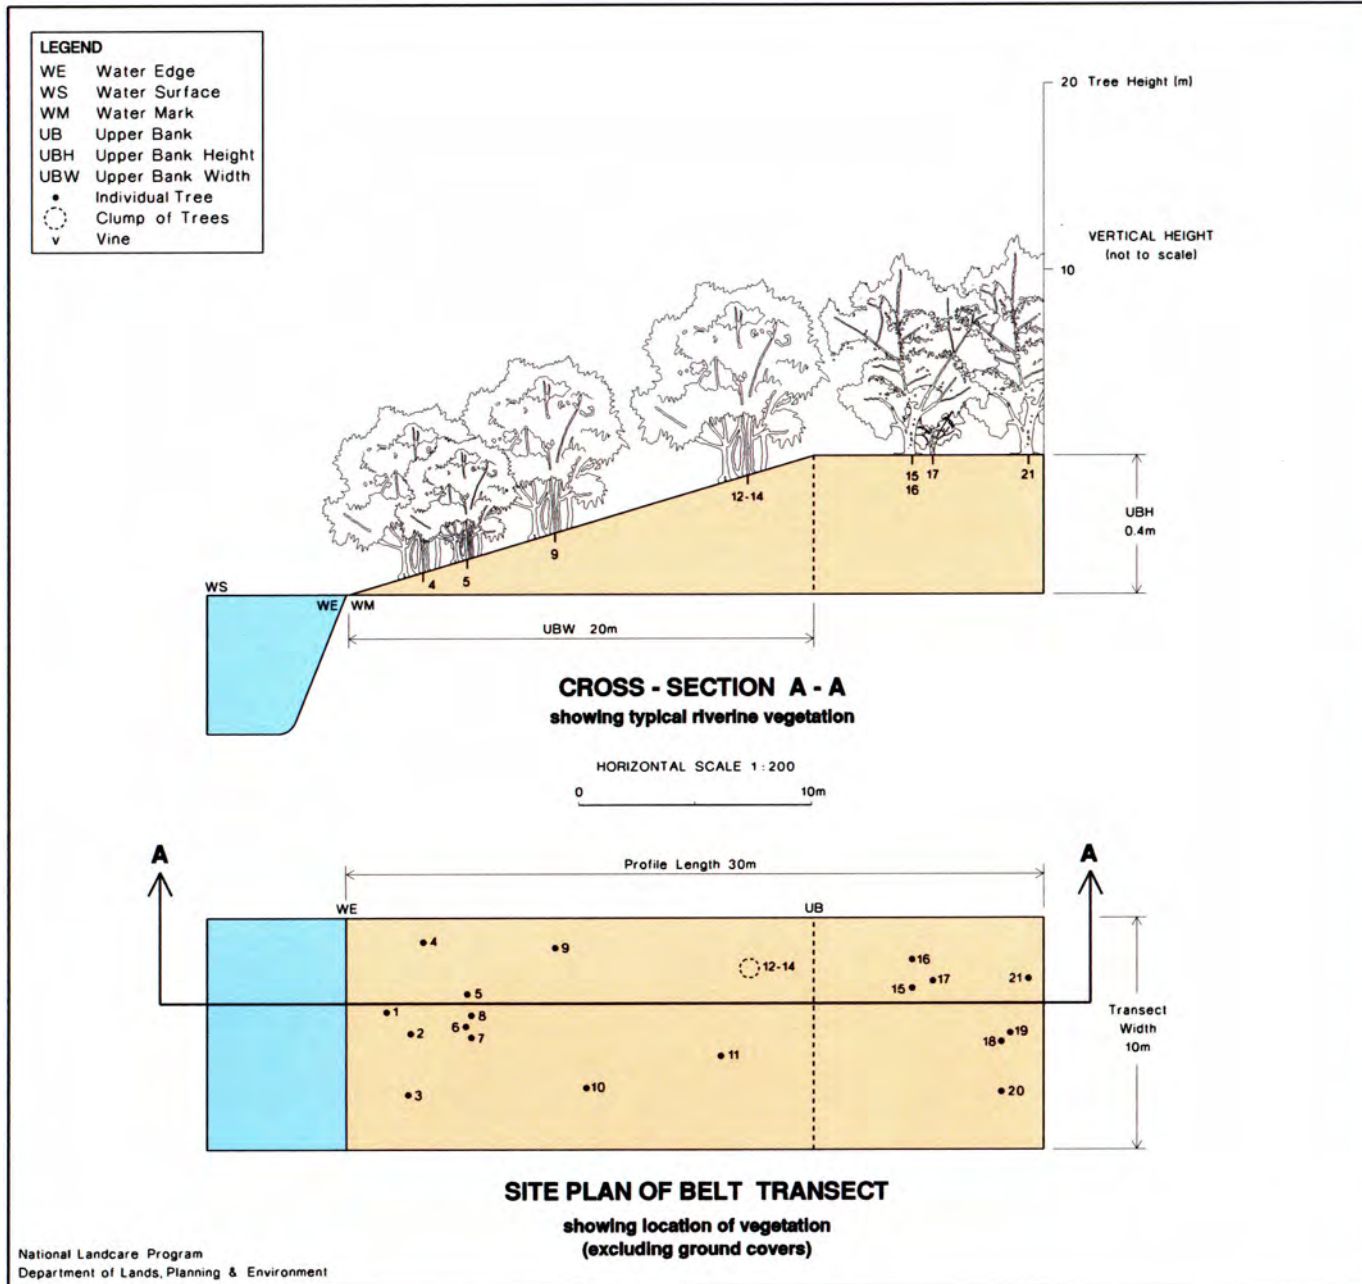 LEGEND
WE Water Edge
WS Water Surface
WM Water Mark
UB Upper Bank
UBH Upper Bank Height
UBW Upper Bank Width
Individual Tree
Clump of Trees
v Vine
20 Tree Height (m)
VERTICAL HEIGHT
(not to scale)
10
15 17 21
16
12-14
UBH
0.4m
9
5
4
WS
WE WM
UBW 20m
CROSS - SECTION A - A
showing typical riverine vegetation
HORIZONTAL SCALE 1 : 200
0 10m
A A
Profile Length 30m
WE UB
4
9
12-14
16
17
21
15
5
1
8
6
2
7
19
18
11
10
3
20
Transect
Width
10m
SITE PLAN OF BELT TRANSECT
showing location of vegetation
(excluding ground covers)
National Landcare Program
Department of Lands, Planning & Environment